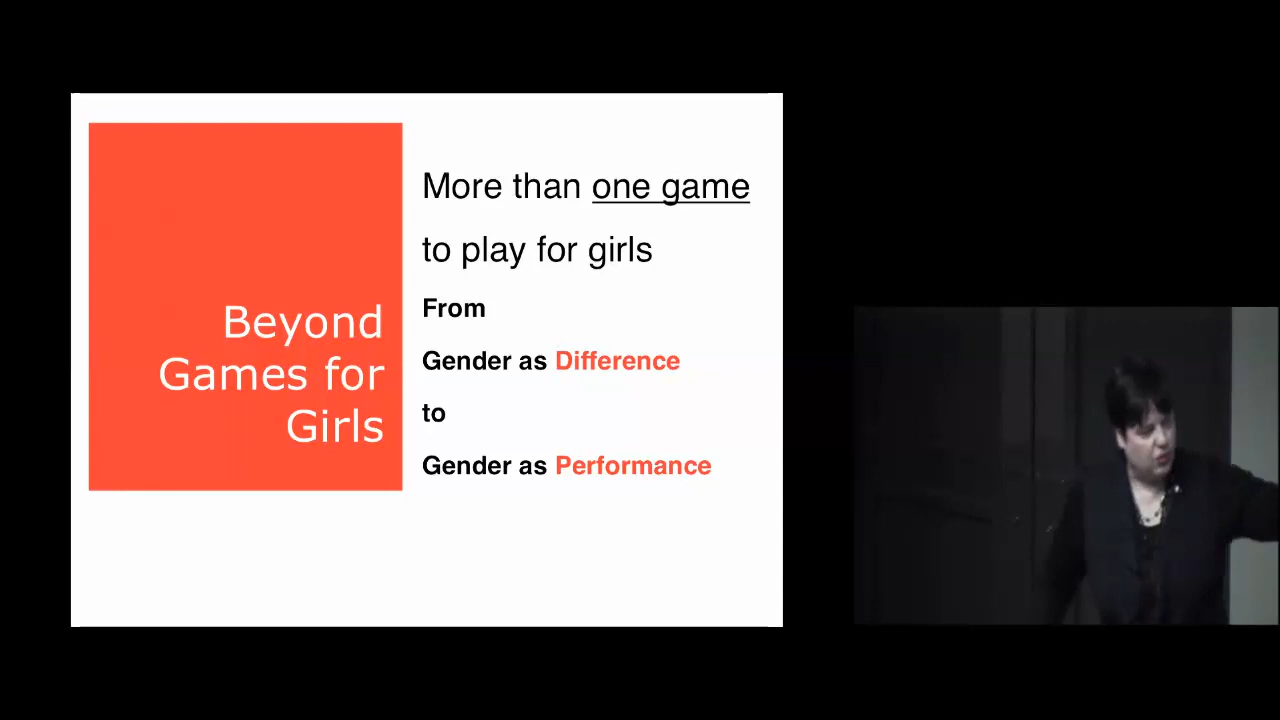 Beyond
Games for
Girls
More than one game
to play for girls
From
Gender as Difference
to
Gender as Performance